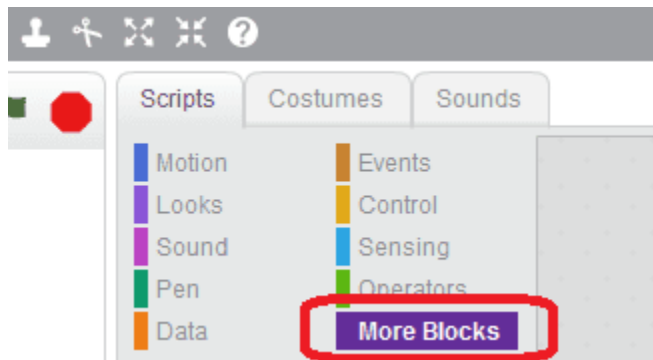 Scripts Costumes Sounds
Motion Events
Looks Control
Sound Sensing
Pen Operators
Data More Blocks